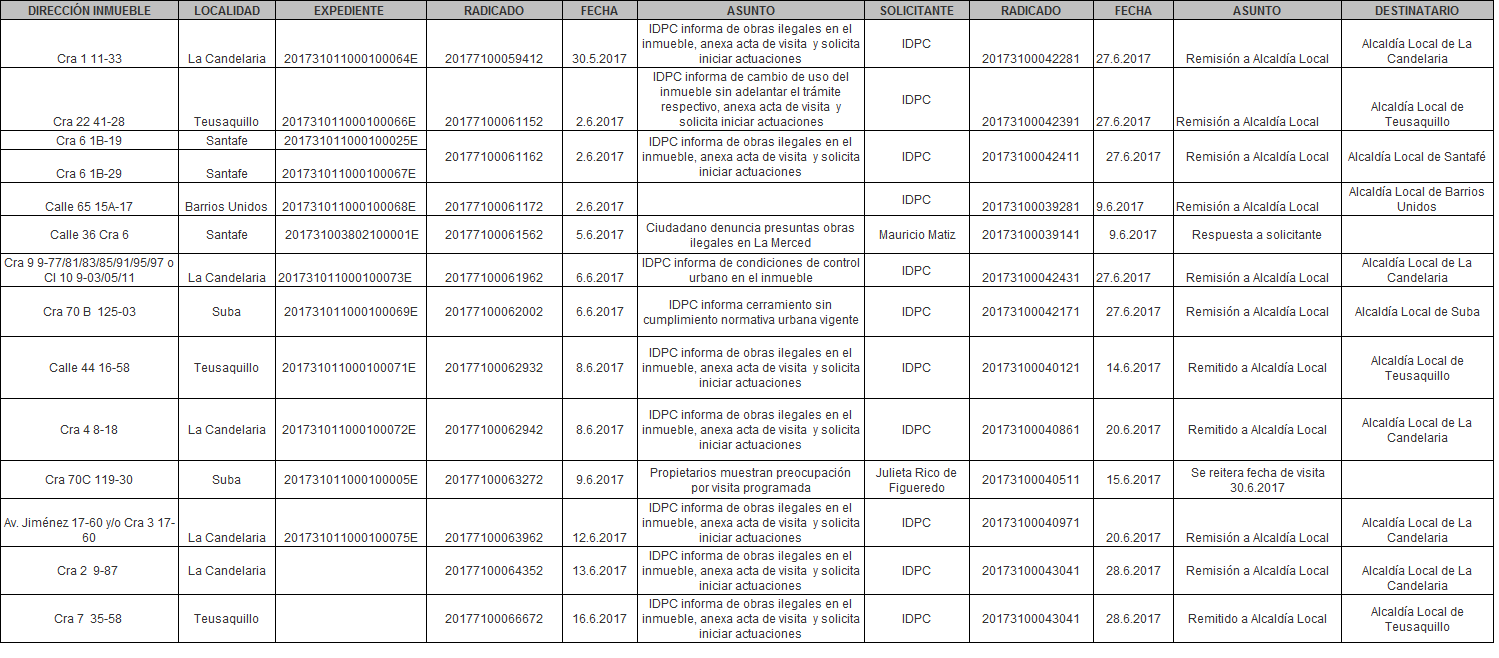 DIRECCIÓN INMUEBLE LOCALIDAD EXPEDIENTE RADICADO FECHA ASUNTO SOLICITANTE RADICADO FECHA ASUNTO DESTINATARIO
IDPC informa de obras ilegales en el
inmueble, anexa acta de visita y solicita
iniciar actuaciones
Cra 1 11-33 La Candelaria 201731011000100064E 20177100059412 30.5.2017 IDPC 20173100042281 27.6.2017 Remisión a Alcaldía Local Alcaldía Local de La
Candelaria
IDPC informa de cambio de uso del
inmueble sin adelantar el trámite
respectivo, anexa acta de visita y
solicita iniciar actuaciones
Cra 22 41-28 Teusaquillo 201731011000100066E 20177100061152 2.6.2017 IDPC 20173100042391 27.6.2017 Remisión a Alcaldía Local Alcaldía Local de
Teusaquillo
Cra 6 1B-19 Santafe 201731011000100025E
Cra 6 1B-29 Santafe 201731011000100067E
20177100061162 2.6.2017 IDPC informa de obras ilegales en el
inmueble, anexa acta de visita y solicita
iniciar actuaciones
IDPC 20173100042411 27.6.2017 Remisión a Alcaldía Local Alcaldía Local de Santafé
Calle 65 15A-17 Barrios Unidos 201731011000100068E 20177100061172 2.6.2017 IDPC 20173100039281 9.6.2017 Remisión a Alcaldía Local Alcaldía Local de Barrios
Unidos
Calle 36 Cra 6 Santafe 201731003802100001E 20177100061562 5.6.2017 Ciudadano denuncia presuntas obras
ilegales en La Merced
Mauricio Matiz 20173100039141 9.6.2017 Respuesta a solicitante
Cra 9 9-77/81/83/85/91/95/97 o
Cl 10 9-03/05/11
La Candelaria 201731011000100073E 20177100061962 6.6.2017 IDPC informa de condiciones de control
urbano en el inmueble
IDPC 20173100042431 27.6.2017 Remisión a Alcaldía Local Alcaldía Local de La
Candelaria
Cra 70 B 125-03 Suba 201731011000100069E 20177100062002 6.6.2017 IDPC informa cerramiento sin
cumplimiento normativa urbana vigente
IDPC 20173100042171 27.6.2017 Remisión a Alcaldía Local Alcaldía Local de Suba
Calle 44 16-58 Teusaquillo 201731011000100071E 20177100062932 8.6.2017 IDPC informa de obras ilegales en el
inmueble, anexa acta de visita y solicita
iniciar actuaciones
IDPC 20173100040121 14.6.2017 Remitido a Alcaldía Local Alcaldía Local de
Teusaquillo
Cra 4 8-18 La Candelaria 201731011000100072E 20177100062942 8.6.2017 IDPC informa de obras ilegales en el
inmueble, anexa acta de visita y solicita
iniciar actuaciones
IDPC 20173100040861 20.6.2017 Remitido a Alcaldía Local Alcaldía Local de La
Candelaria
Cra 70C 119-30 Suba 201731011000100005E 20177100063272 9.6.2017 Propietarios muestran preocupación
por visita programada
Julieta Rico de
Figueredo
20173100040511 15.6.2017 Se reitera fecha de visita
30.6.2017
Av. Jiménez 17-60 y/o Cra 3 17-
60
La Candelaria 201731011000100075E 20177100063962 12.6.2017 IDPC informa de obras ilegales en el
inmueble, anexa acta de visita y solicita
iniciar actuaciones
IDPC 20173100040971 20.6.2017 Remisión a Alcaldía Local Alcaldía Local de La
Candelaria
Cra 2 9-87 La Candelaria 20177100064352 13.6.2017 IDPC informa de obras ilegales en el
inmueble, anexa acta de visita y solicita
iniciar actuaciones
IDPC 20173100043041 28.6.2017 Remisión a Alcaldía Local Alcaldía Local de La
Candelaria
Cra 7 35-58 Teusaquillo 20177100066672 16.6.2017 IDPC informa de obras ilegales en el
inmueble, anexa acta de visita y solicita
iniciar actuaciones
IDPC 20173100043041 28.6.2017 Remitido a Alcaldía Local Alcaldía Local de
Teusaquillo